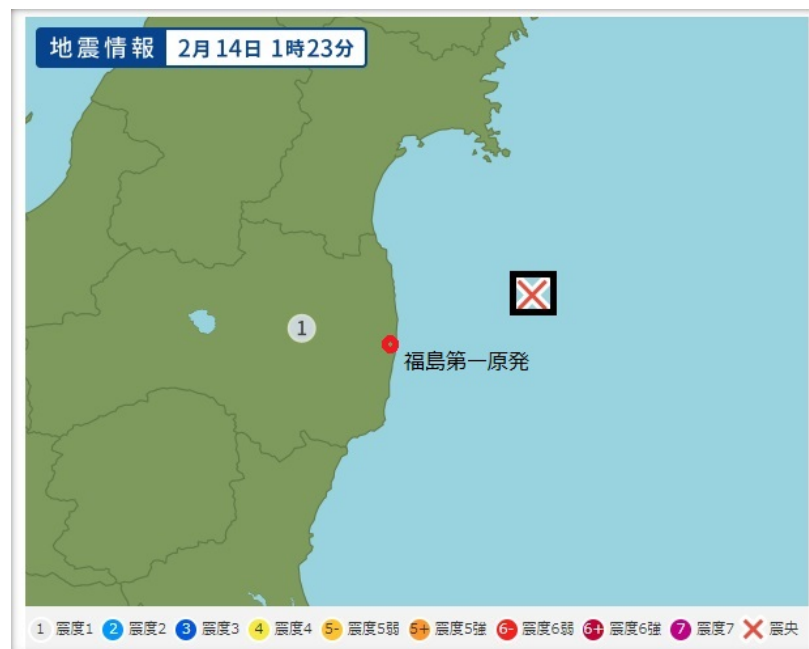 地震情報 2月14日 1時23分
1
福島第一原発
1 震度1 2 震度2 3 震度3 4 震度4 5- 震度5弱 5+ 震度5強 6- 震度6弱 6+ 震度6強 7 震度7 震央